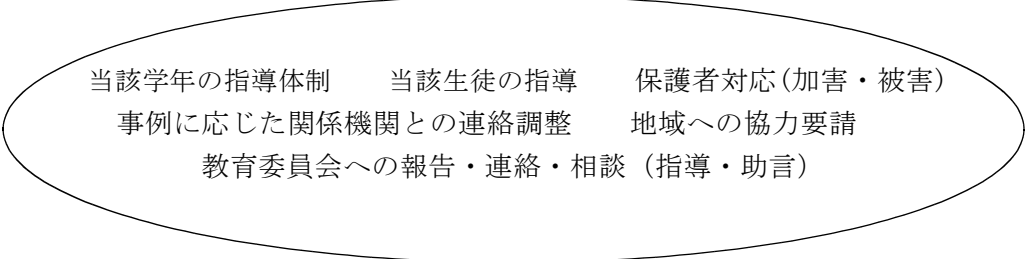 当該学年の指導体制　　当該生徒の指導　　保護者対応(加害・被害)
事例に応じた関係機関との連絡調整　　地域への協力要請
教育委員会への報告・連絡・相談（指導・助言）